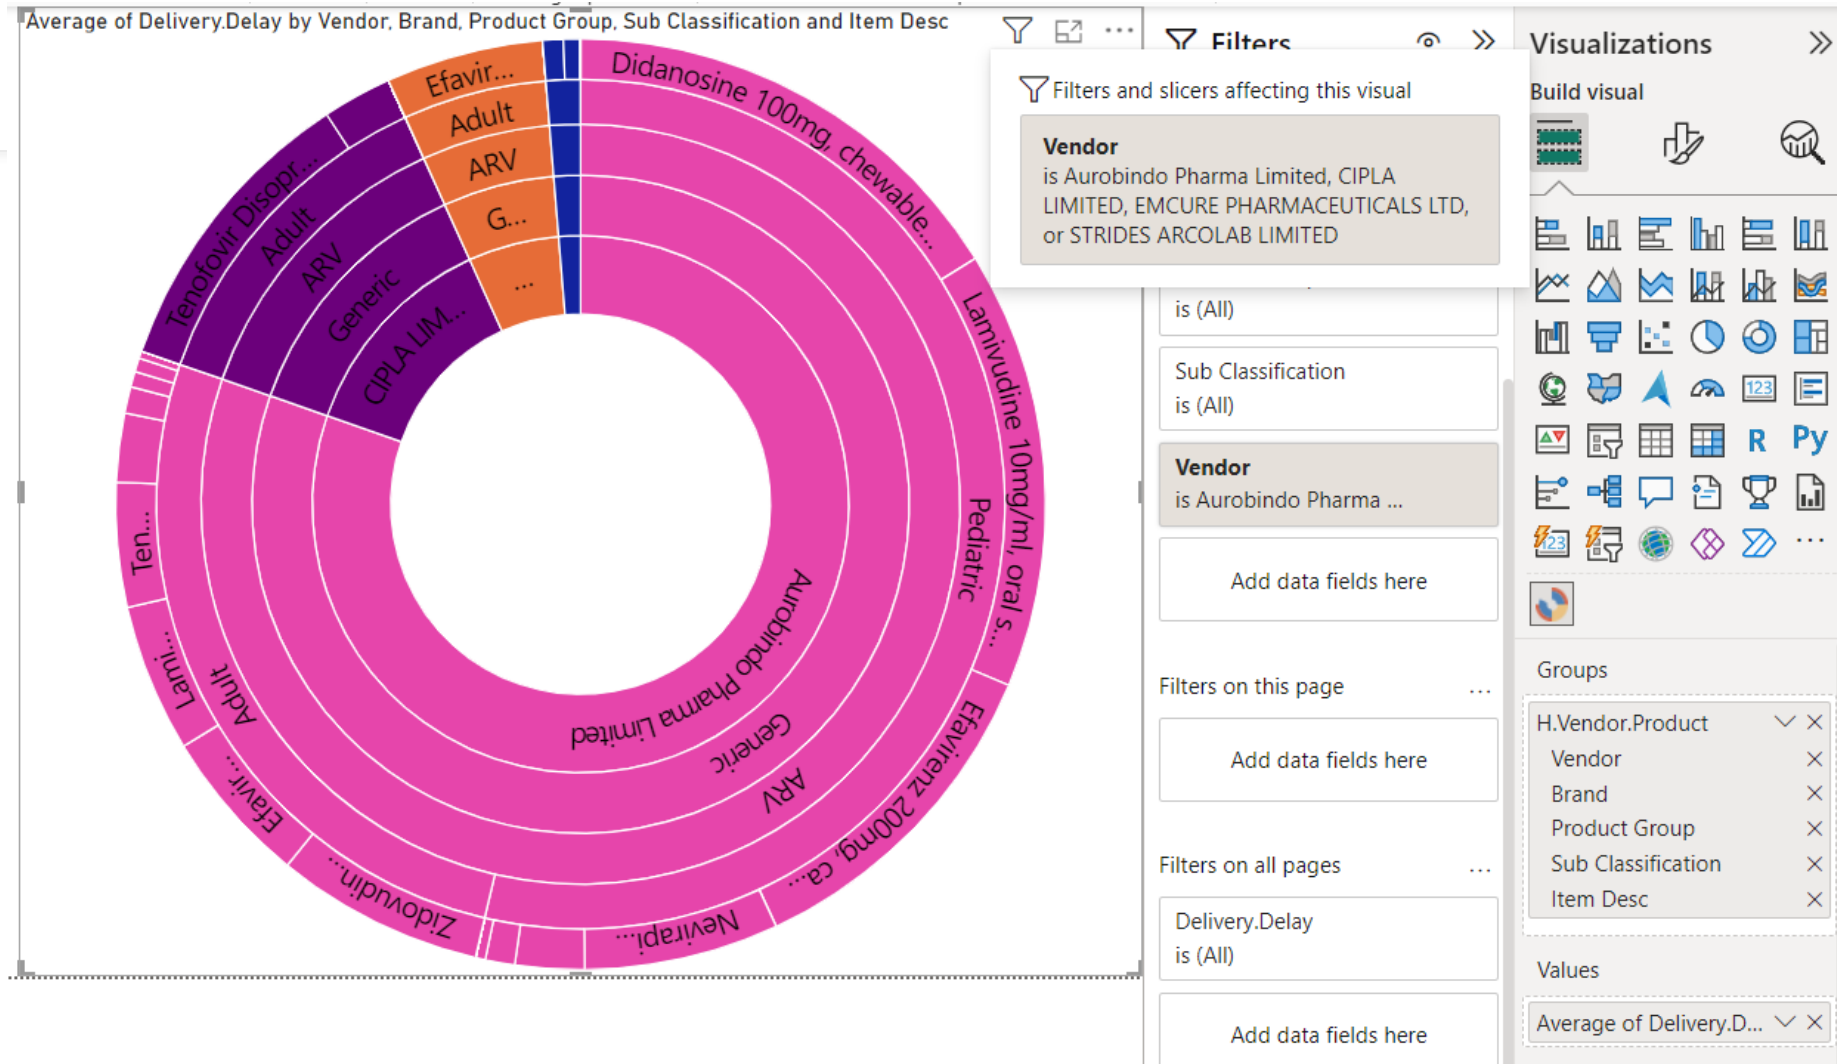 Average of Delivery.Delay by Vendor, Brand, Product Group, Sub Classification and Item Desc
Efavir...
Adult
ARV
G...
...
Didanosine 100mg, chewable...
Lamivudine 10mg/ml, oral s...
Pediatric
Efavirenz 200mg, ca...
Nevirapi...
Zidovudin...
Efavir...
Lami...
Ten...
Adult
ARV
Generic
Aurobindo Pharma Limited
Tenofovir Disopr...
Adult
ARV
Generic
CIPLA LIM...
Filters
Filters and slicers affecting this visual
Vendor
is Aurobindo Pharma Limited, CIPLA
LIMITED, EMCURE PHARMACEUTICALS LTD,
or STRIDES ARCOLAB LIMITED
is (All)
Sub Classification
is (All)
Vendor
is Aurobindo Pharma ...
Add data fields here
Filters on this page
...
Add data fields here
Filters on all pages
...
Delivery.Delay
is (All)
Add data fields here
Visualizations
Build visual
123
R
Py
123
...
Groups
H.Vendor.Product
Vendor
Brand
Product Group
Sub Classification
Item Desc
Values
Average of Delivery.D...